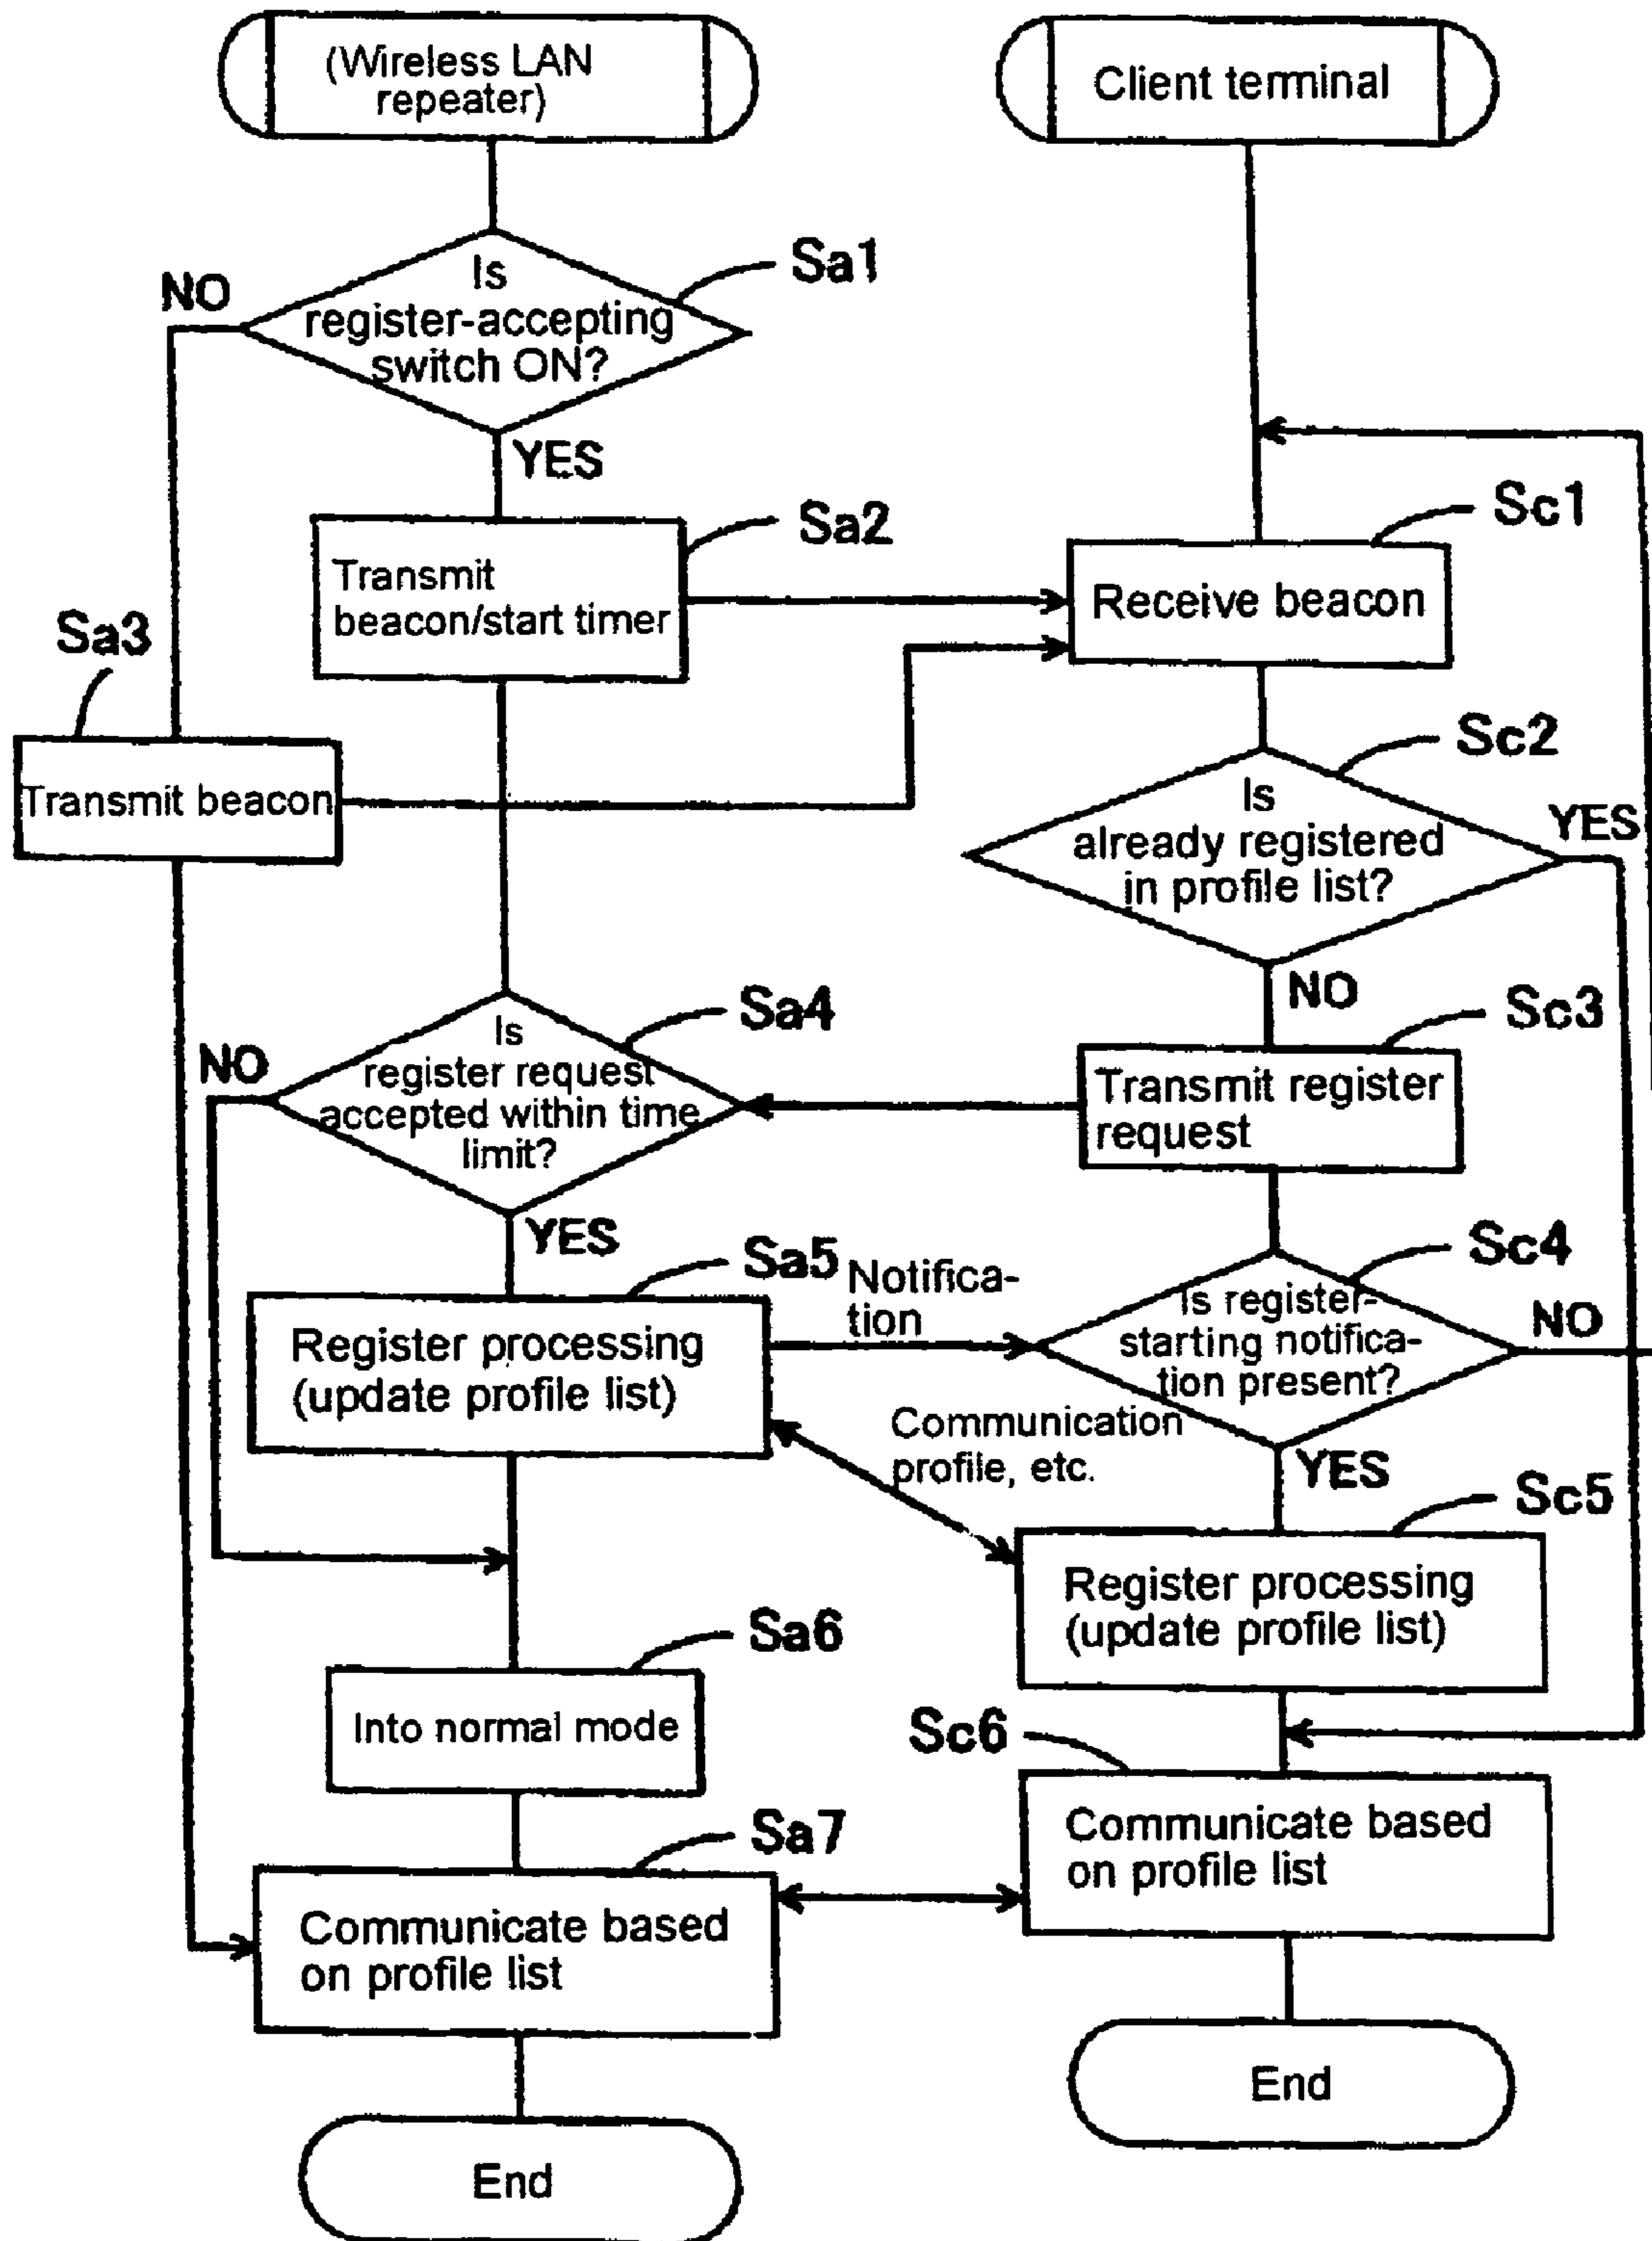 (Wireless LAN
repeater)
Client terminal
Is
register-accepting
switch ON?
Sa1
NO
YES
Transmit
beacon/start timer
Sa2
Receive beacon
Sc1
Sa3
Transmit beacon
Is
already registered
in profile list?
Sc2
YES
NO
Is
register request
accepted within time
limit?
Sa4
NO
YES
Transmit register
request
Sc3
Register processing
(update profile list)
Sa5
Notifica-
tion
Is register-
starting notifica-
tion present?
Sc4
NO
YES
Communication
profile, etc.
Register processing
(update profile list)
Sc5
Into normal mode
Sa6
Communicate based
on profile list
Sc6
Communicate based
on profile list
Sa7
End
End